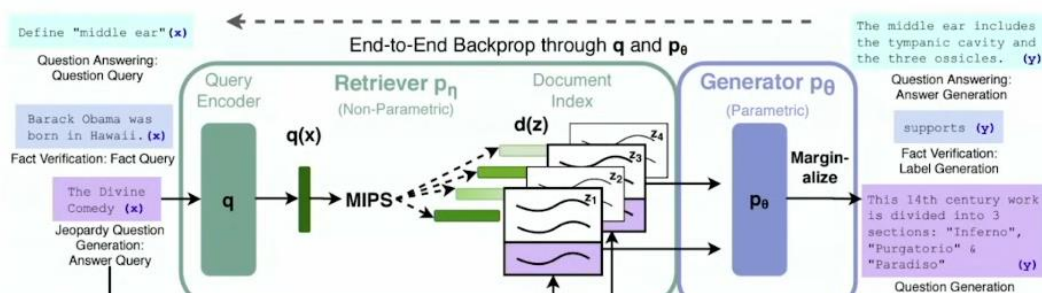 Define "middle ear" (x)
Question Answering:
Question Query
Barack Obama was
born in Hawaii. (x)
Fact Verification: Fact Query
The Divine
Comedy (x)
Jeopardy Question
Generation:
Answer Query
End-to-End Backprop through q and pθ
Query
Encoder
q
q(x)
Retriever pη
(Non-Parametric)
MIPS
Document
Index
d(z)
z4
z3
z2
z1
Generator pθ
(Parametric)
pθ
Margin-
alize
The middle ear includes
the tympanic cavity and
the three ossicles. (y)
Question Answering:
Answer Generation
supports (y)
Fact Verification:
Label Generation
This 14th century work
is divided into 3
sections: "Inferno",
"Purgatorio" &
"Paradiso" (y)
Question Generation